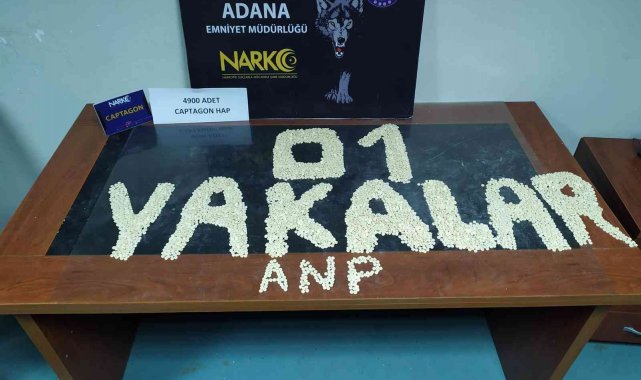 ADANA
EMNİYET MÜDÜRLÜĞÜ
NARKO
NARKO
CAPTAGON
4900 ADET
CAPTAGON HAP
01
YAKALAR
ANP